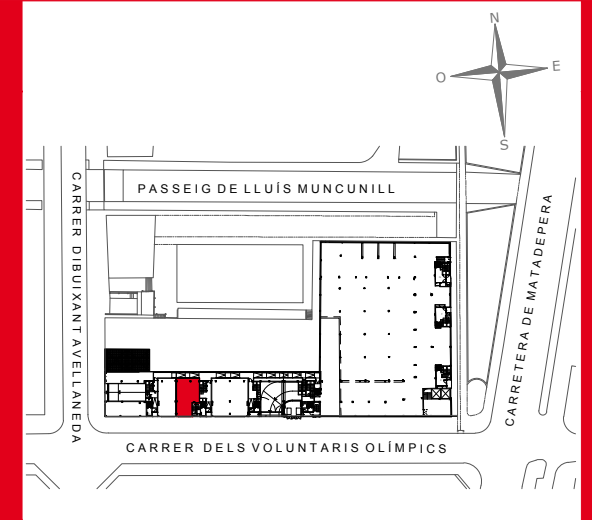 N
O
E
S
PASSEIG DE LLUÍS MUNCUNILL
CARRER DIBUIXANT AVELLANEDA
CARRETERA DE MATADEPERA
CARRER DELS VOLUNTARIS OLÍMPICS